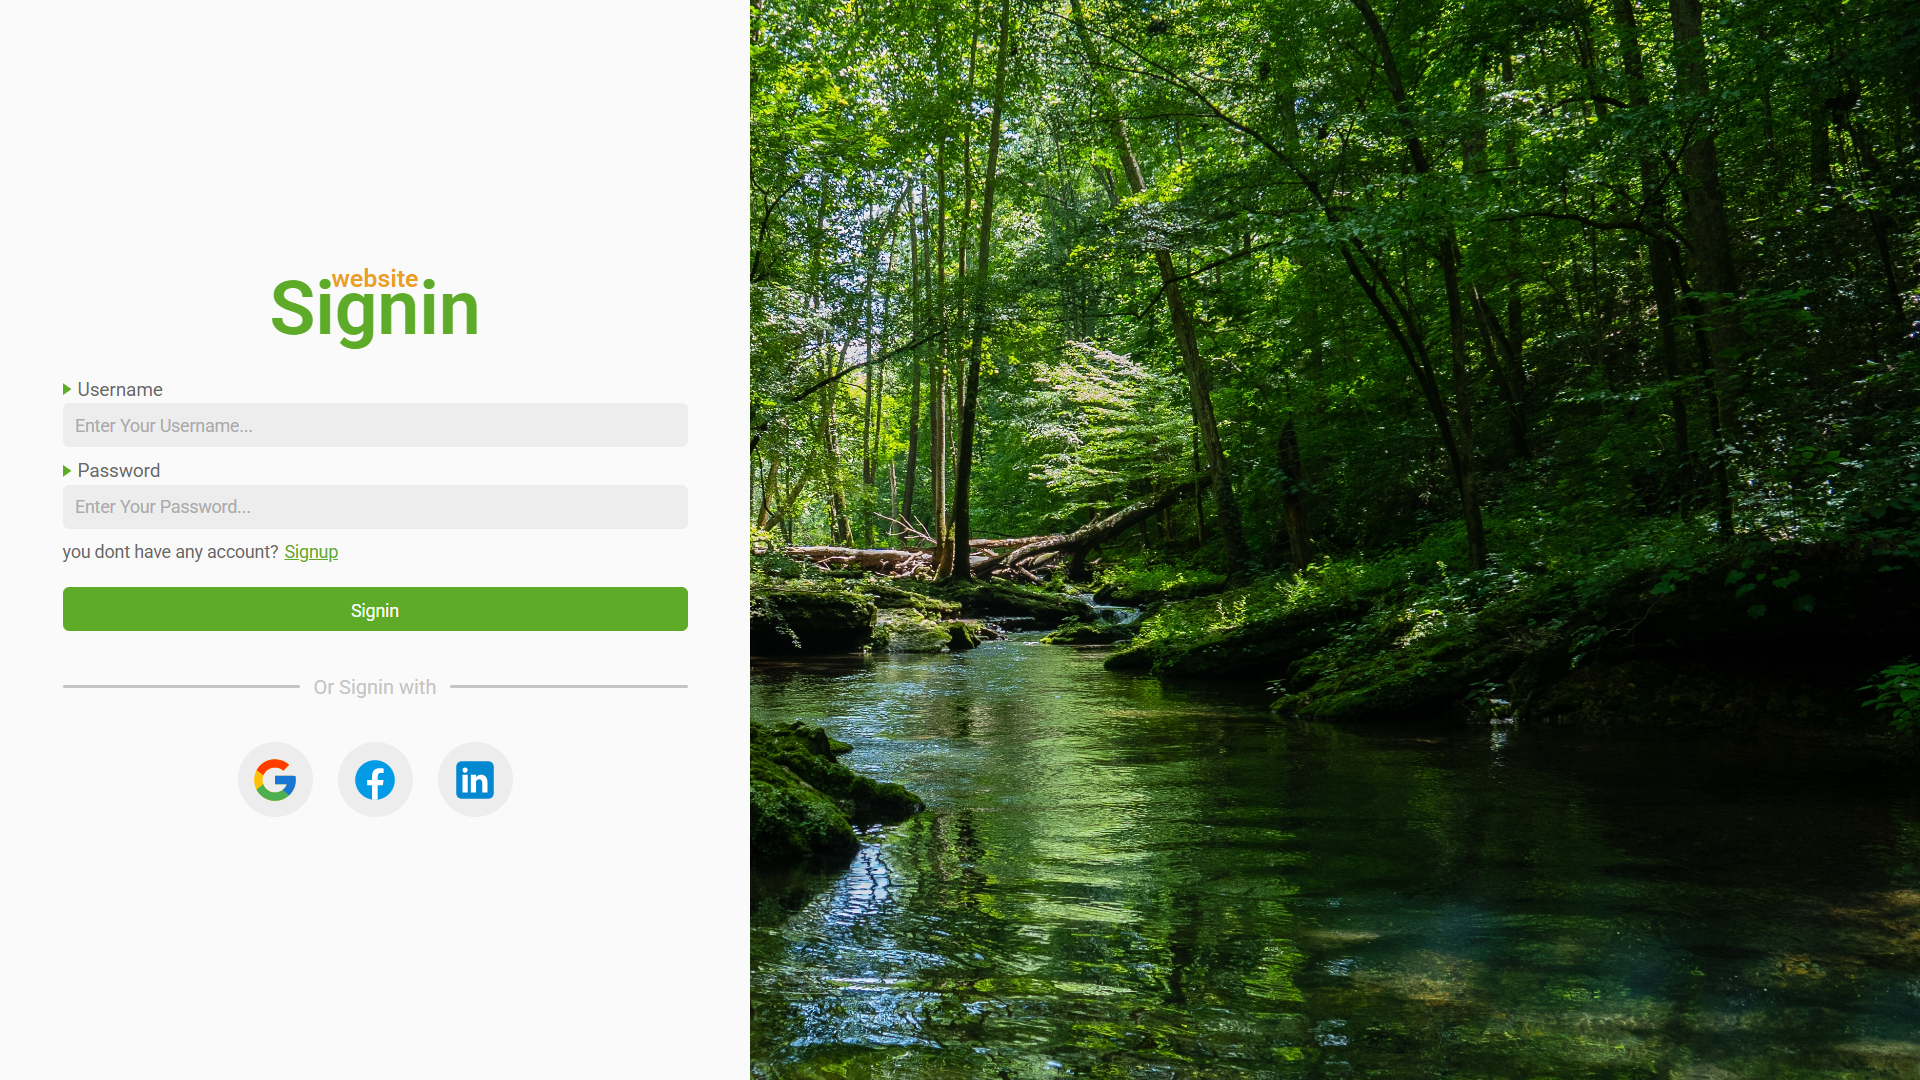 website
Signin
Username
Enter Your Username...
Password
Enter Your Password...
you dont have any account? Signup
Signin
Or Signin with